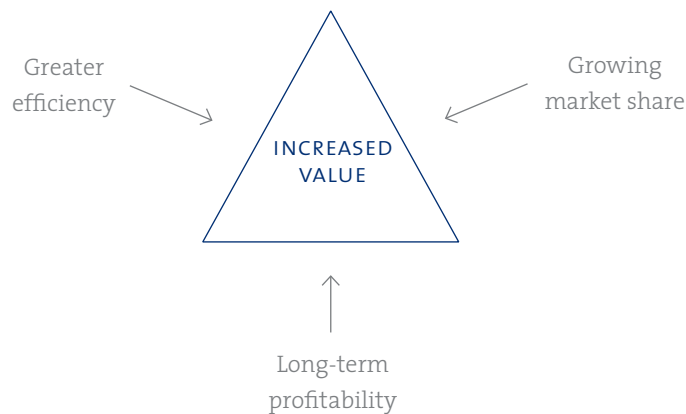 Greater
efficiency
Growing
market share
INCREASED
VALUE
Long-term
profitability